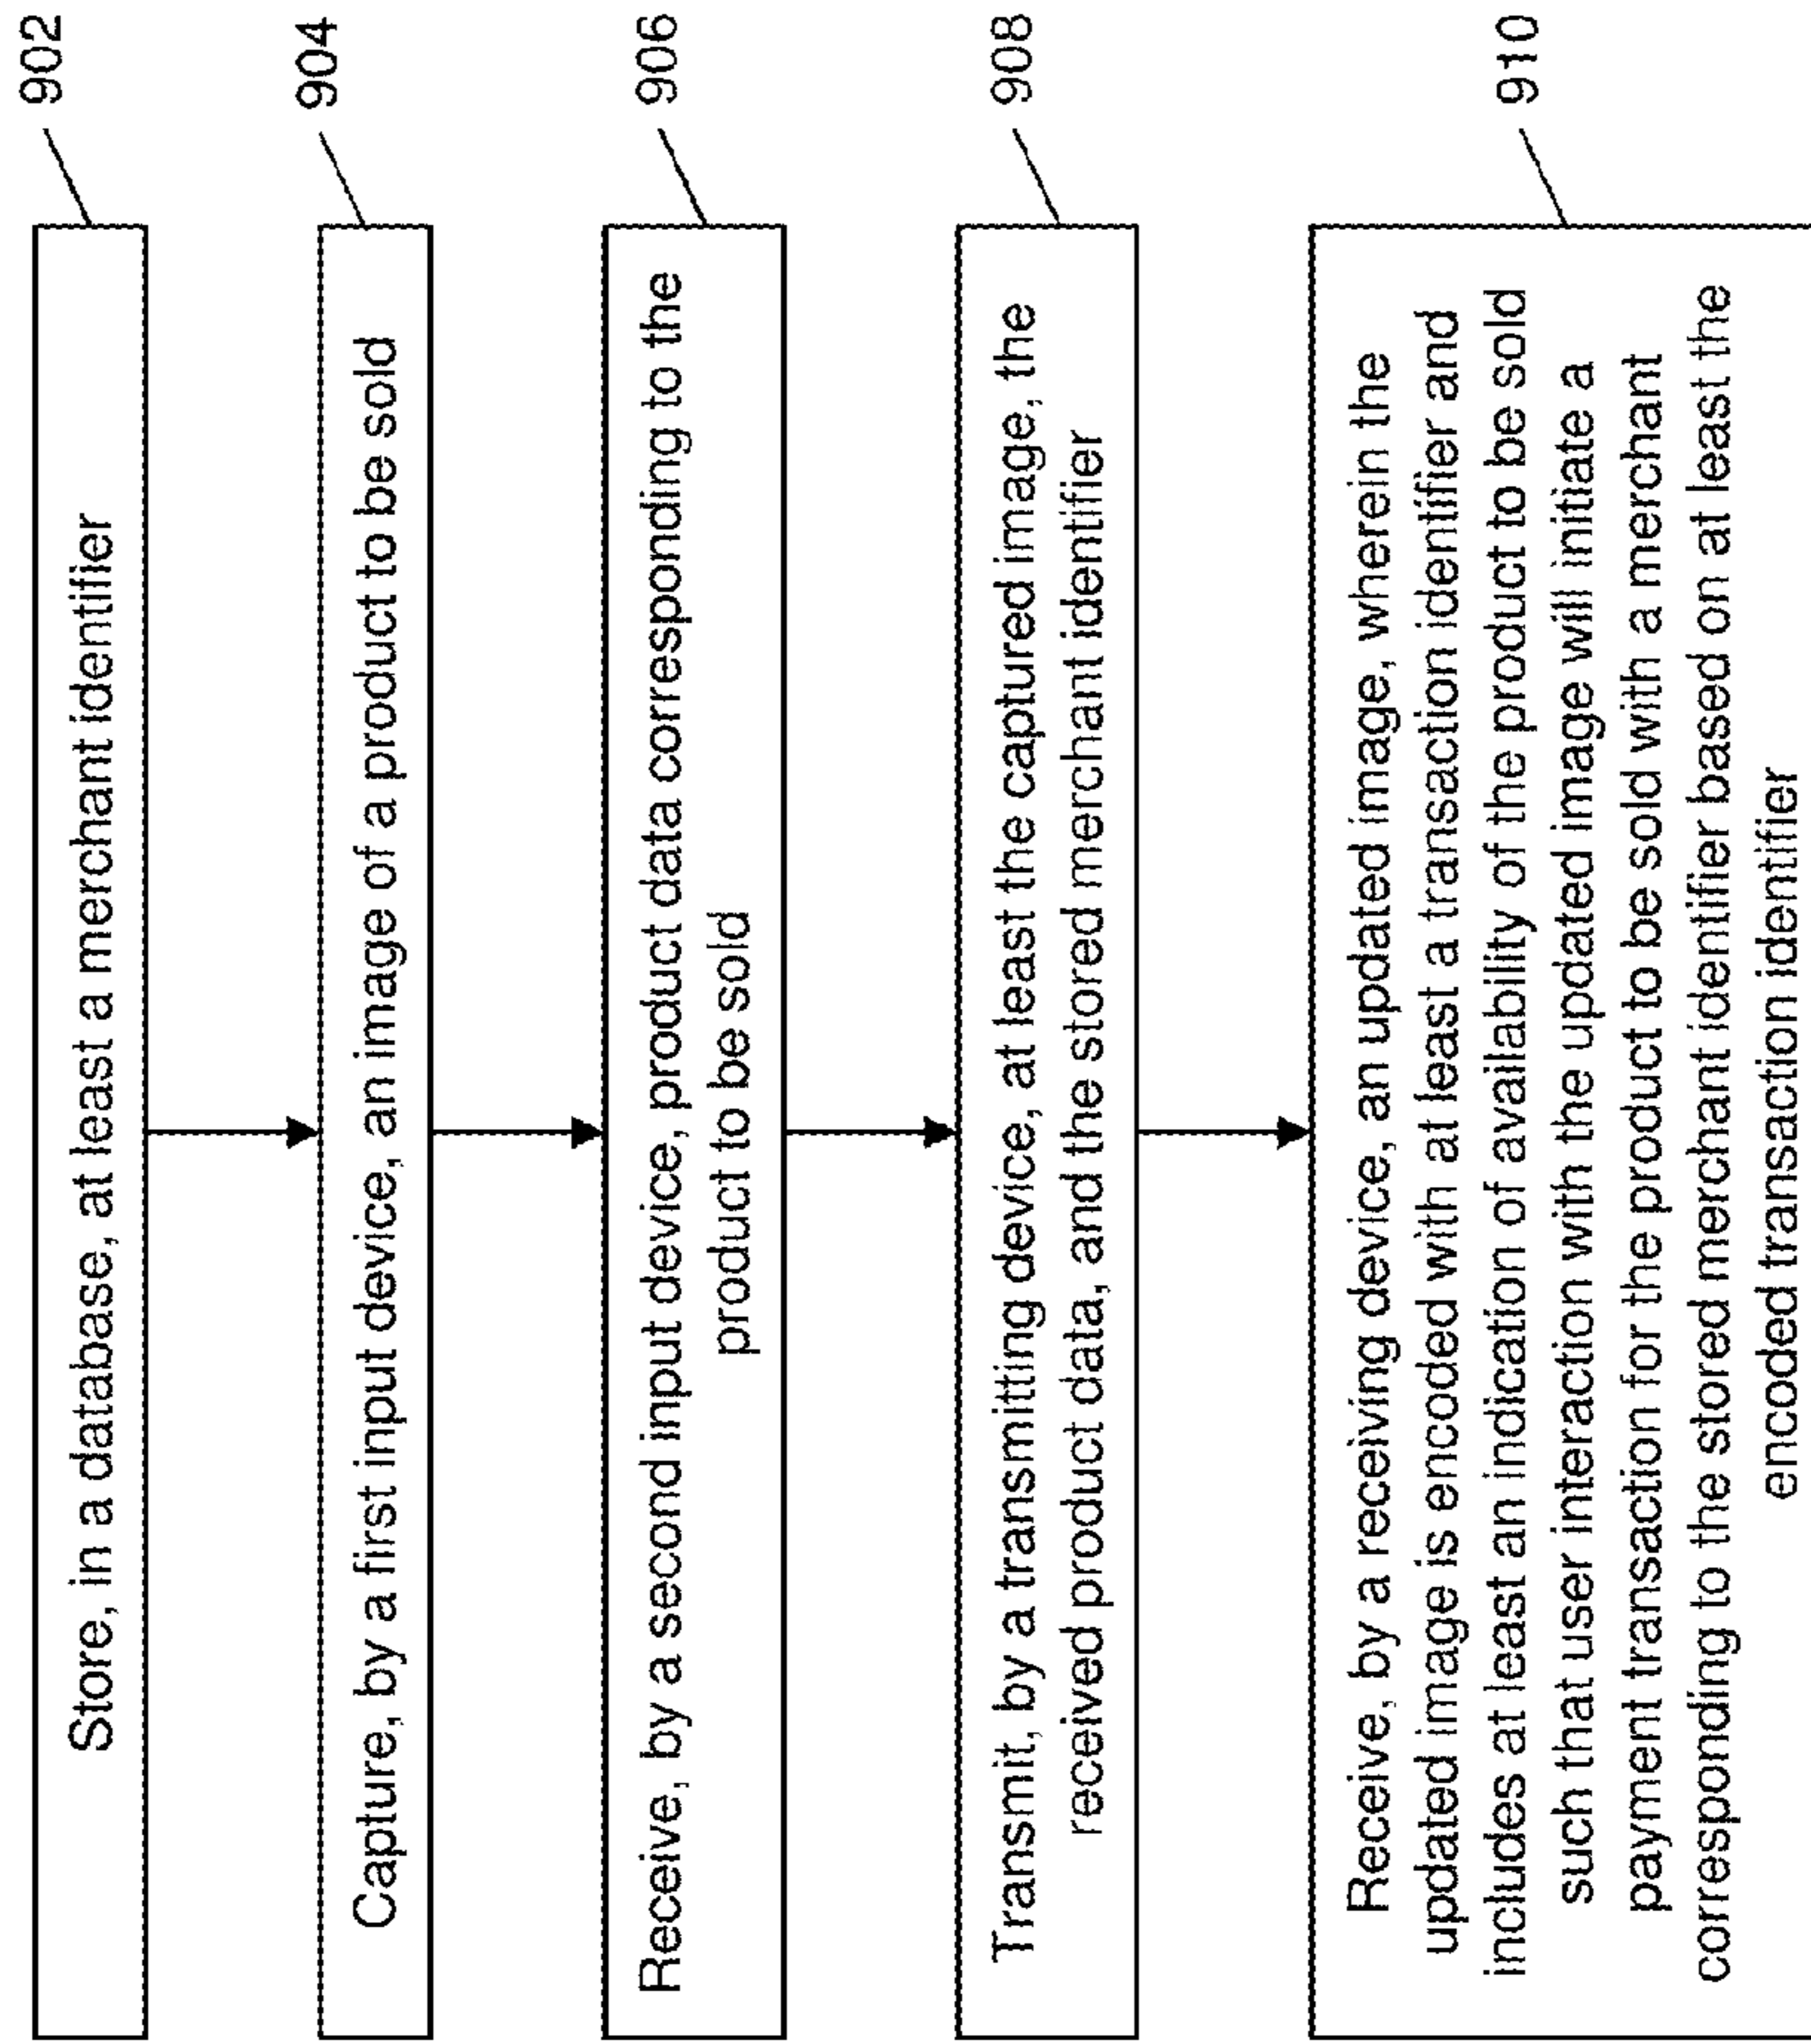 902
Store, in a database, at least a merchant identifier
904
Capture, by a first input device, an image of a product to be sold
906
Receive, by a second input device, product data corresponding to the
product to be sold
908
Transmit, by a transmitting device, at least the captured image, the
received product data, and the stored merchant identifier
910
Receive, by a receiving device, an updated image, wherein the
updated image is encoded with at least a transaction identifier and
includes at least an indication of availability of the product to be sold
such that user interaction with the updated image will initiate a
payment transaction for the product to be sold with a merchant
corresponding to the stored merchant identifier based on at least the
encoded transaction identifier